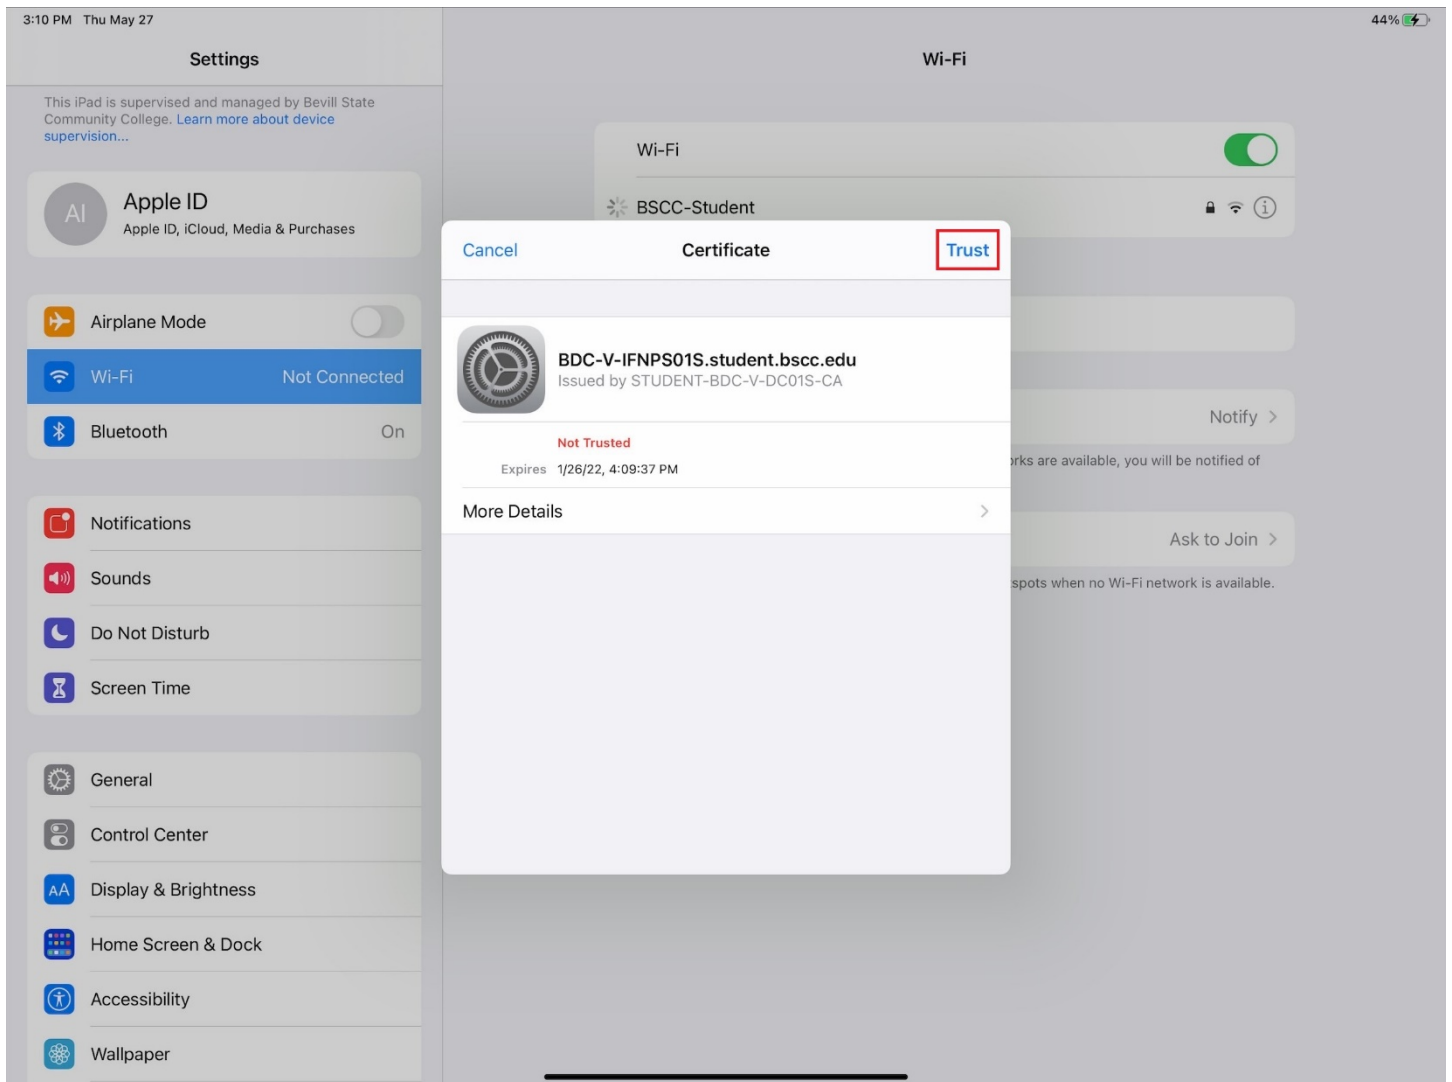 3:10 PM Thu May 27
44%
Settings
This iPad is supervised and managed by Bevill State
Community College. Learn more about device
supervision...
AI
Apple ID
Apple ID, iCloud, Media & Purchases
Airplane Mode
Wi-Fi Not Connected
Bluetooth On
Notifications
Sounds
Do Not Disturb
Screen Time
General
Control Center
AA Display & Brightness
Home Screen & Dock
Accessibility
Wallpaper
Wi-Fi
Wi-Fi
BSCC-Student
Cancel Certificate Trust
BDC-V-IFNPS01S.student.bscc.edu
Issued by STUDENT-BDC-V-DC01S-CA
Not Trusted
Expires 1/26/22, 4:09:37 PM
More Details
Notify
orks are available, you will be notified of
Ask to Join
spots when no Wi-Fi network is available.